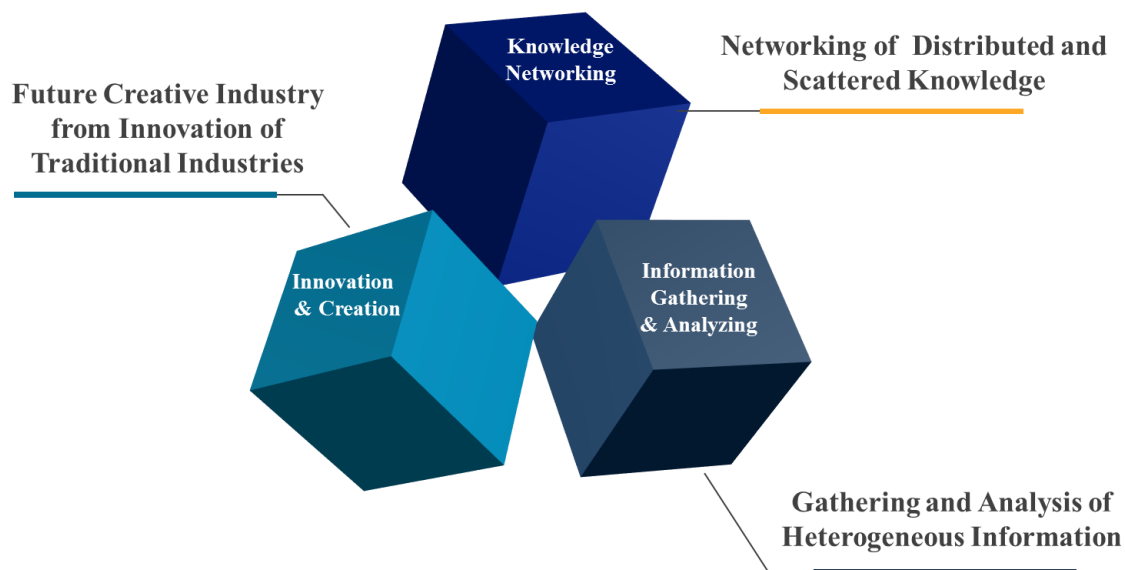 Knowledge
Networking
Networking of Distributed and
Scattered Knowledge
Future Creative Industry
from Innovation of
Traditional Industries
Innovation
& Creation
Information
Gathering
& Analyzing
Gathering and Analysis of
Heterogeneous Information